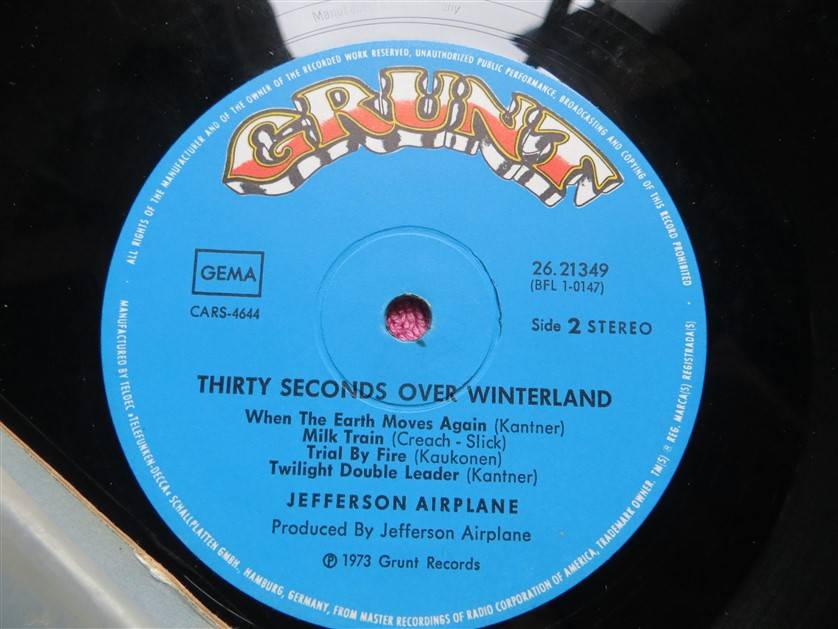 GRUNT
ALL RIGHTS OF THE MANUFACTURER AND OF THE OWNER OF THE RECORDED WORK RESERVED, UNAUTHORIZED PUBLIC PERFORMANCE, BROADCASTING AND COPYING OF THIS RECORD PROHIBITED
GEMA
CARS-4644
26.21349
(BFL 1-0147)
Side 2 STEREO
THIRTY SECONDS OVER WINTERLAND
When The Earth Moves Again (Kantner)
Milk Train (Creach - Slick)
Trial By Fire (Kaukonen)
Twilight Double Leader (Kantner)
JEFFERSON AIRPLANE
Produced By Jefferson Airplane
℗ 1973 Grunt Records
MANUFACTURED BY TELDEC »TELEFUNKEN-DECCA« SCHALLPLATTEN GMBH, HAMBURG, GERMANY, FROM MASTER RECORDINGS OF RADIO CORPORATION OF AMERICA, TRADEMARK OWNER. TM(S) ® REG. MARCA(S) REGISTRADA(S)